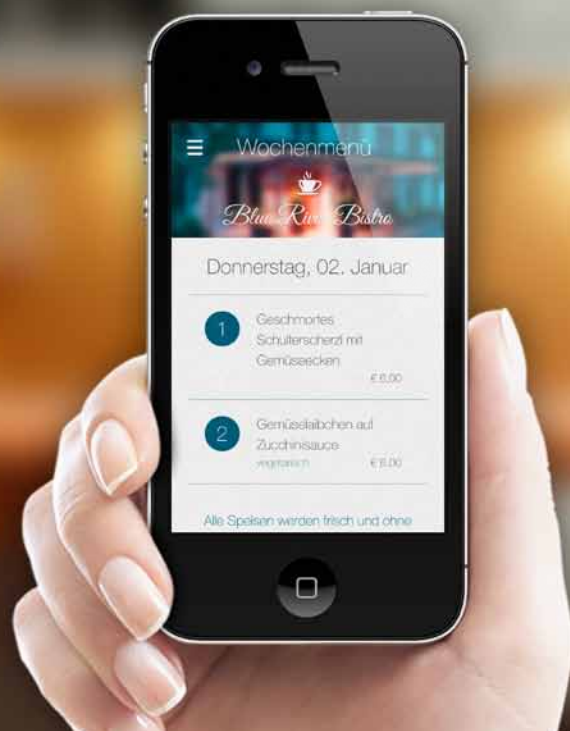 Wochenmenü
Blue River Bistro
Donnerstag, 02. Januar
1
Geschmortes
Schulterscherzl mit
Gemüseecken
€ 6.00
2
Gemüselaibchen auf
Zucchinisauce
vegetarisch € 6.00
Alle Speisen werden frisch und ohne